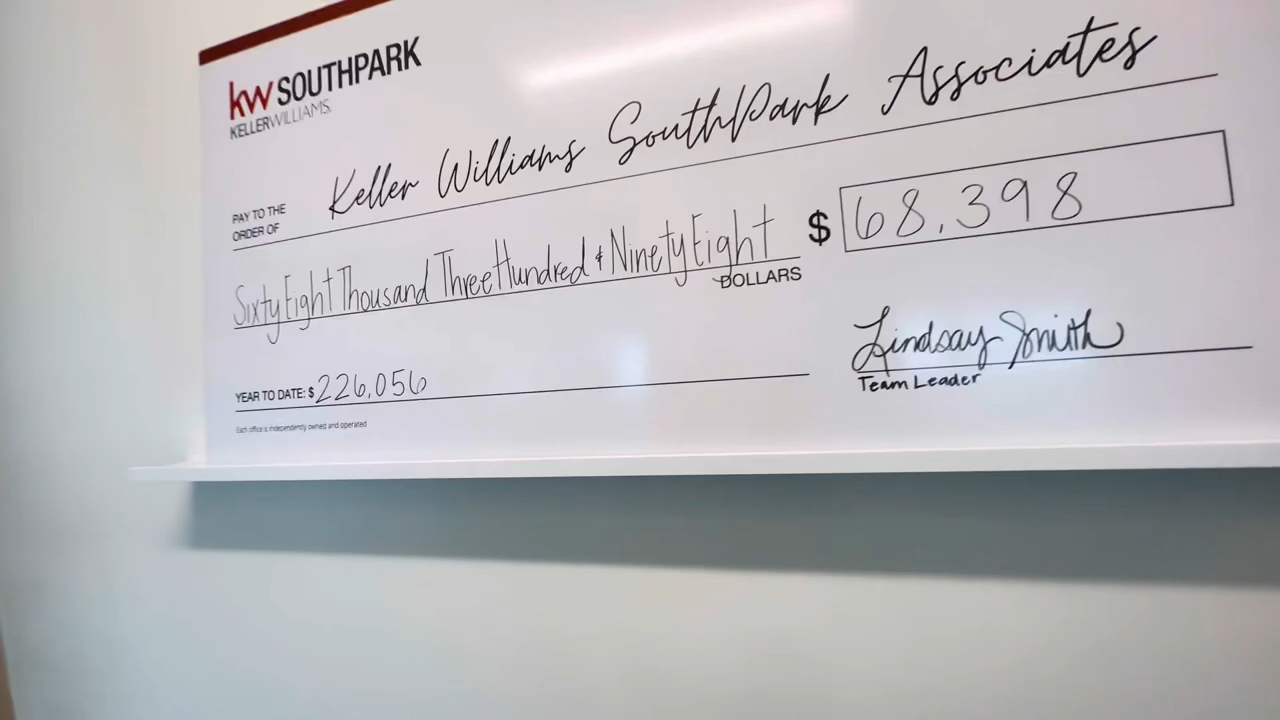 kw SOUTHPARK
KELLERWILLIAMS.
PAY TO THE
ORDER OF
Keller Williams SouthPark Associates
Sixty Eight Thousand Three Hundred & Ninety Eight
DOLLARS
$ 68,398
YEAR TO DATE: $ 226,056
Lindsay Smith
Team Leader
Each office is independently owned and operated